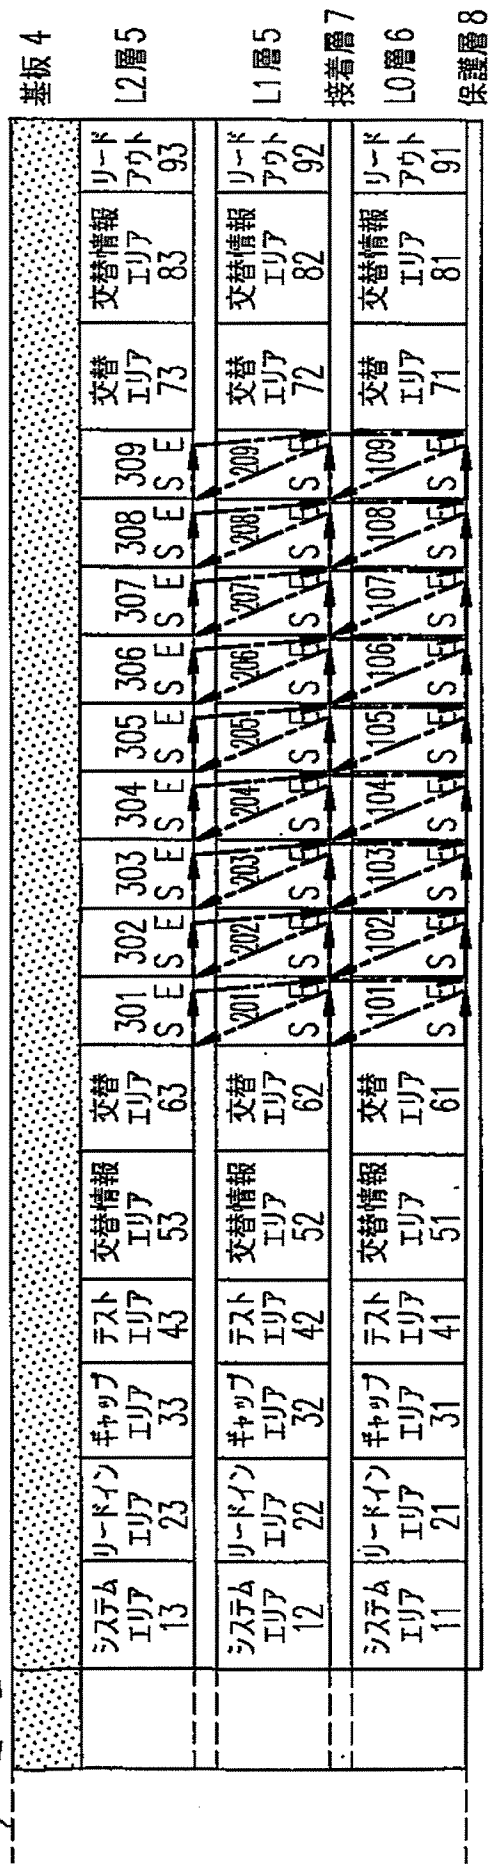 基板 4
L2層5
システム
エリア
13
リードイン
エリア
23
ギャップ
エリア
33
テスト
エリア
43
交替情報
エリア
53
交替
エリア
63
301
S E
302
S E
303
S E
304
S E
305
S E
306
S E
307
S E
308
S E
309
S E
交替
エリア
73
交替情報
エリア
83
リード
アウト
93
L1層5
システム
エリア
12
リードイン
エリア
22
ギャップ
エリア
32
テスト
エリア
42
交替情報
エリア
52
交替
エリア
62
201
S E
202
S E
203
S E
204
S E
205
S E
206
S E
207
S E
208
S E
209
S E
交替
エリア
72
交替情報
エリア
82
リード
アウト
92
接着層7
L0層6
システム
エリア
11
リードイン
エリア
21
ギャップ
エリア
31
テスト
エリア
41
交替情報
エリア
51
交替
エリア
61
101
S E
102
S E
103
S E
104
S E
105
S E
106
S E
107
S E
108
S E
109
S E
交替
エリア
71
交替情報
エリア
81
リード
アウト
91
保護層8